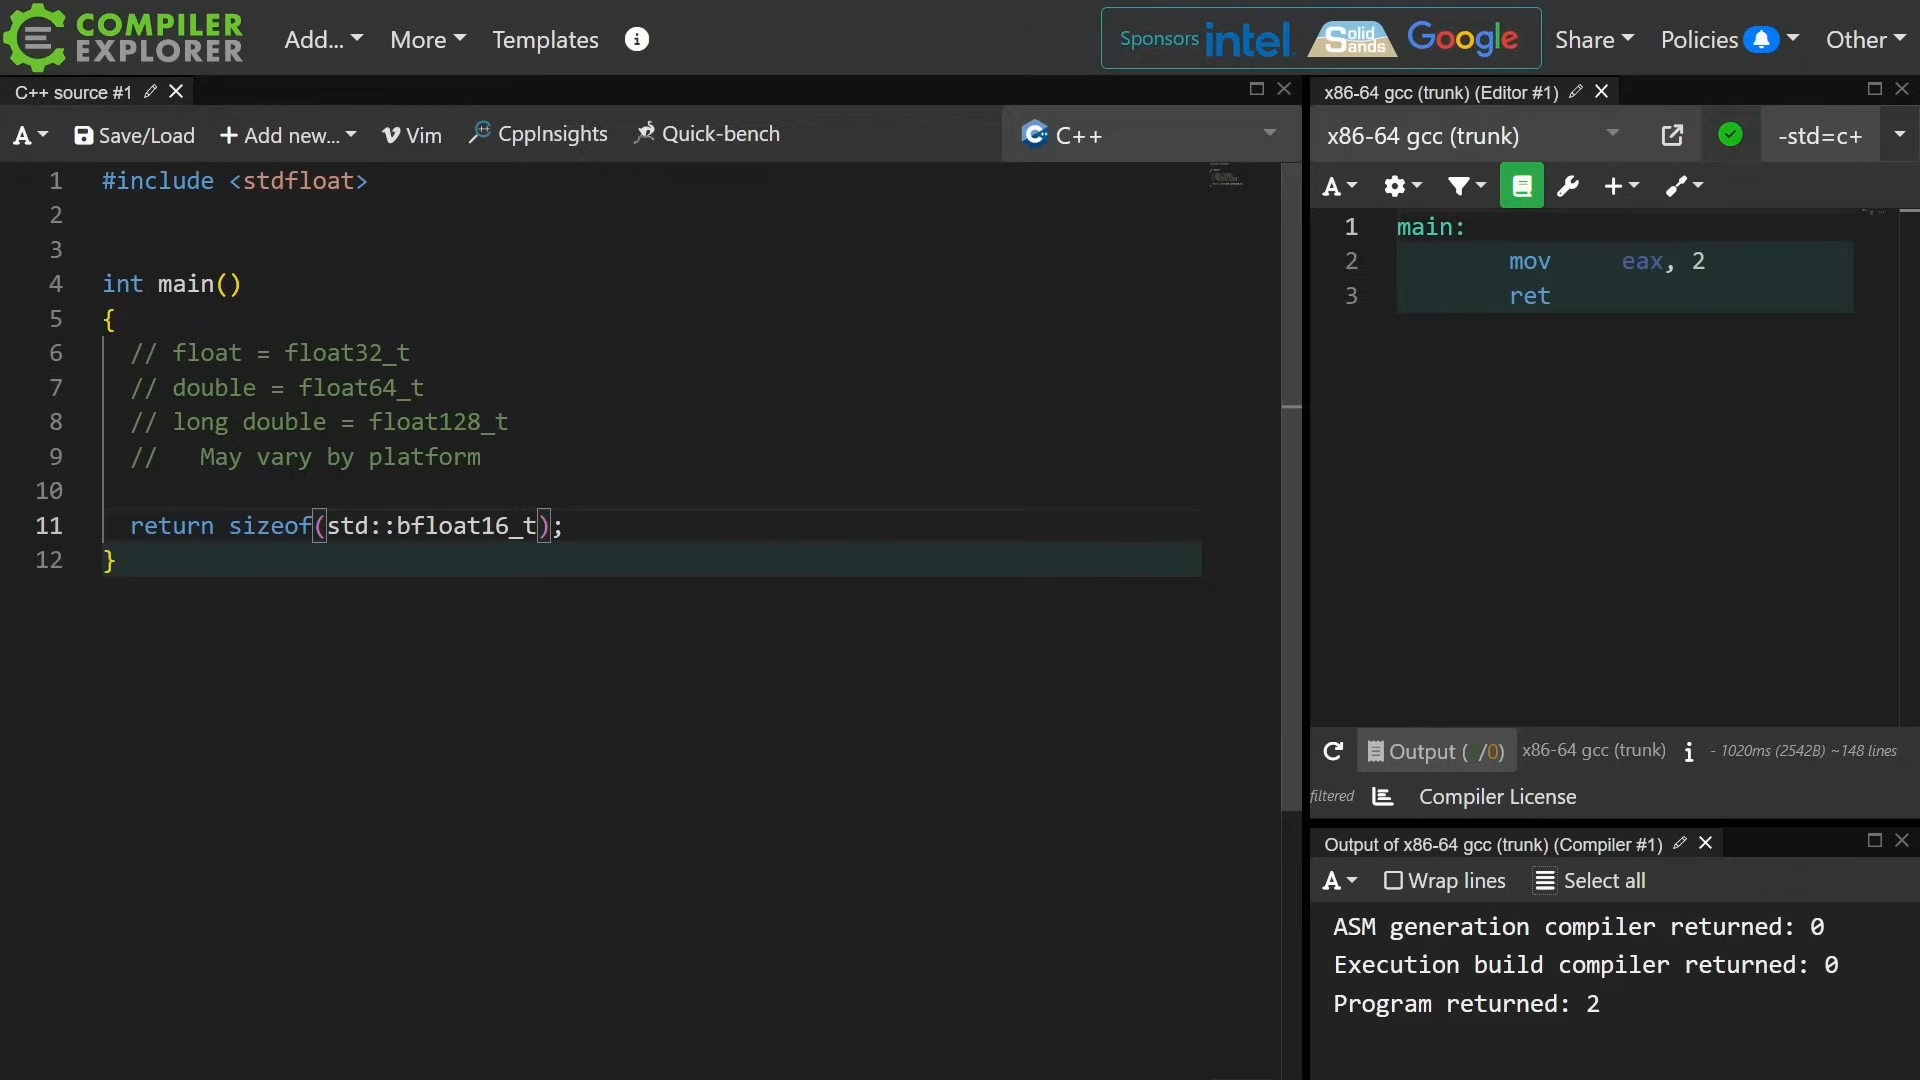 COMPILER EXPLORER Add... More Templates Sponsors intel Solid Sands Google Share Policies Other
C++ source #1
A Save/Load + Add new... Vim CppInsights Quick-bench C++
1 #include <stdfloat>
2
3
4 int main()
5 {
6 // float = float32_t
7 // double = float64_t
8 // long double = float128_t
9 //   May vary by platform
10
11 return sizeof(std::bfloat16_t);
12 }
x86-64 gcc (trunk) (Editor #1)
x86-64 gcc (trunk) -std=c+
A
1 main:
2 mov eax, 2
3 ret
Output ( /0) x86-64 gcc (trunk) - 1020ms (2542B) ~148 lines
filtered Compiler License
Output of x86-64 gcc (trunk) (Compiler #1)
A Wrap lines Select all
ASM generation compiler returned: 0
Execution build compiler returned: 0
Program returned: 2